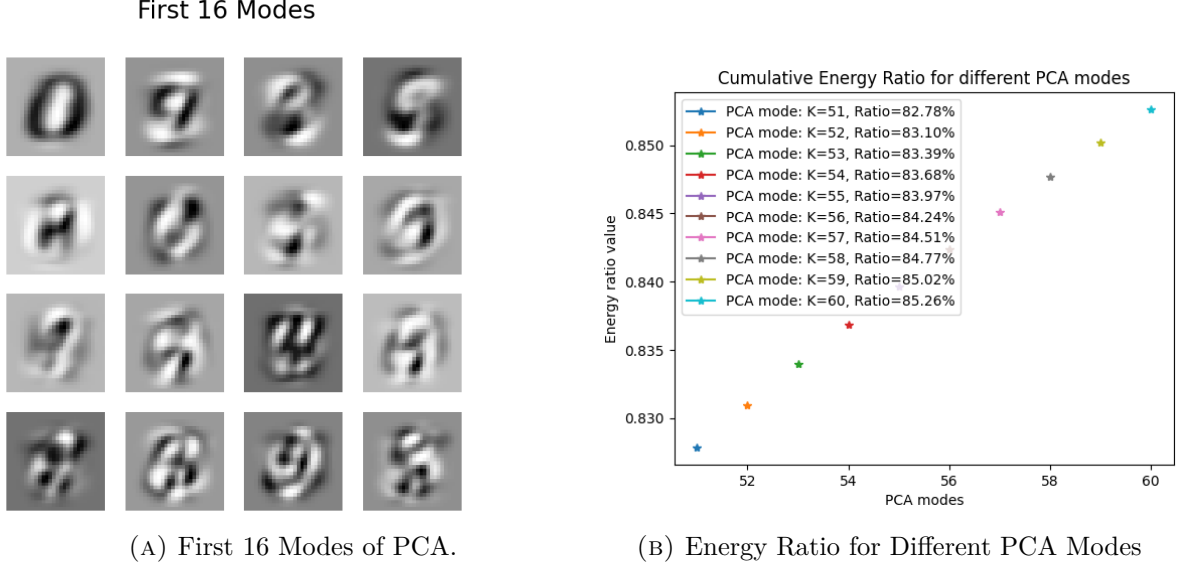 First 16 Modes
Cumulative Energy Ratio for different PCA modes
PCA mode: K=51, Ratio=82.78%
PCA mode: K=52, Ratio=83.10%
PCA mode: K=53, Ratio=83.39%
PCA mode: K=54, Ratio=83.68%
PCA mode: K=55, Ratio=83.97%
PCA mode: K=56, Ratio=84.24%
PCA mode: K=57, Ratio=84.51%
PCA mode: K=58, Ratio=84.77%
PCA mode: K=59, Ratio=85.02%
PCA mode: K=60, Ratio=85.26%
Energy ratio value
0.850
0.845
0.840
0.835
0.830
52 54 56 58 60
PCA modes
(A) First 16 Modes of PCA.
(B) Energy Ratio for Different PCA Modes